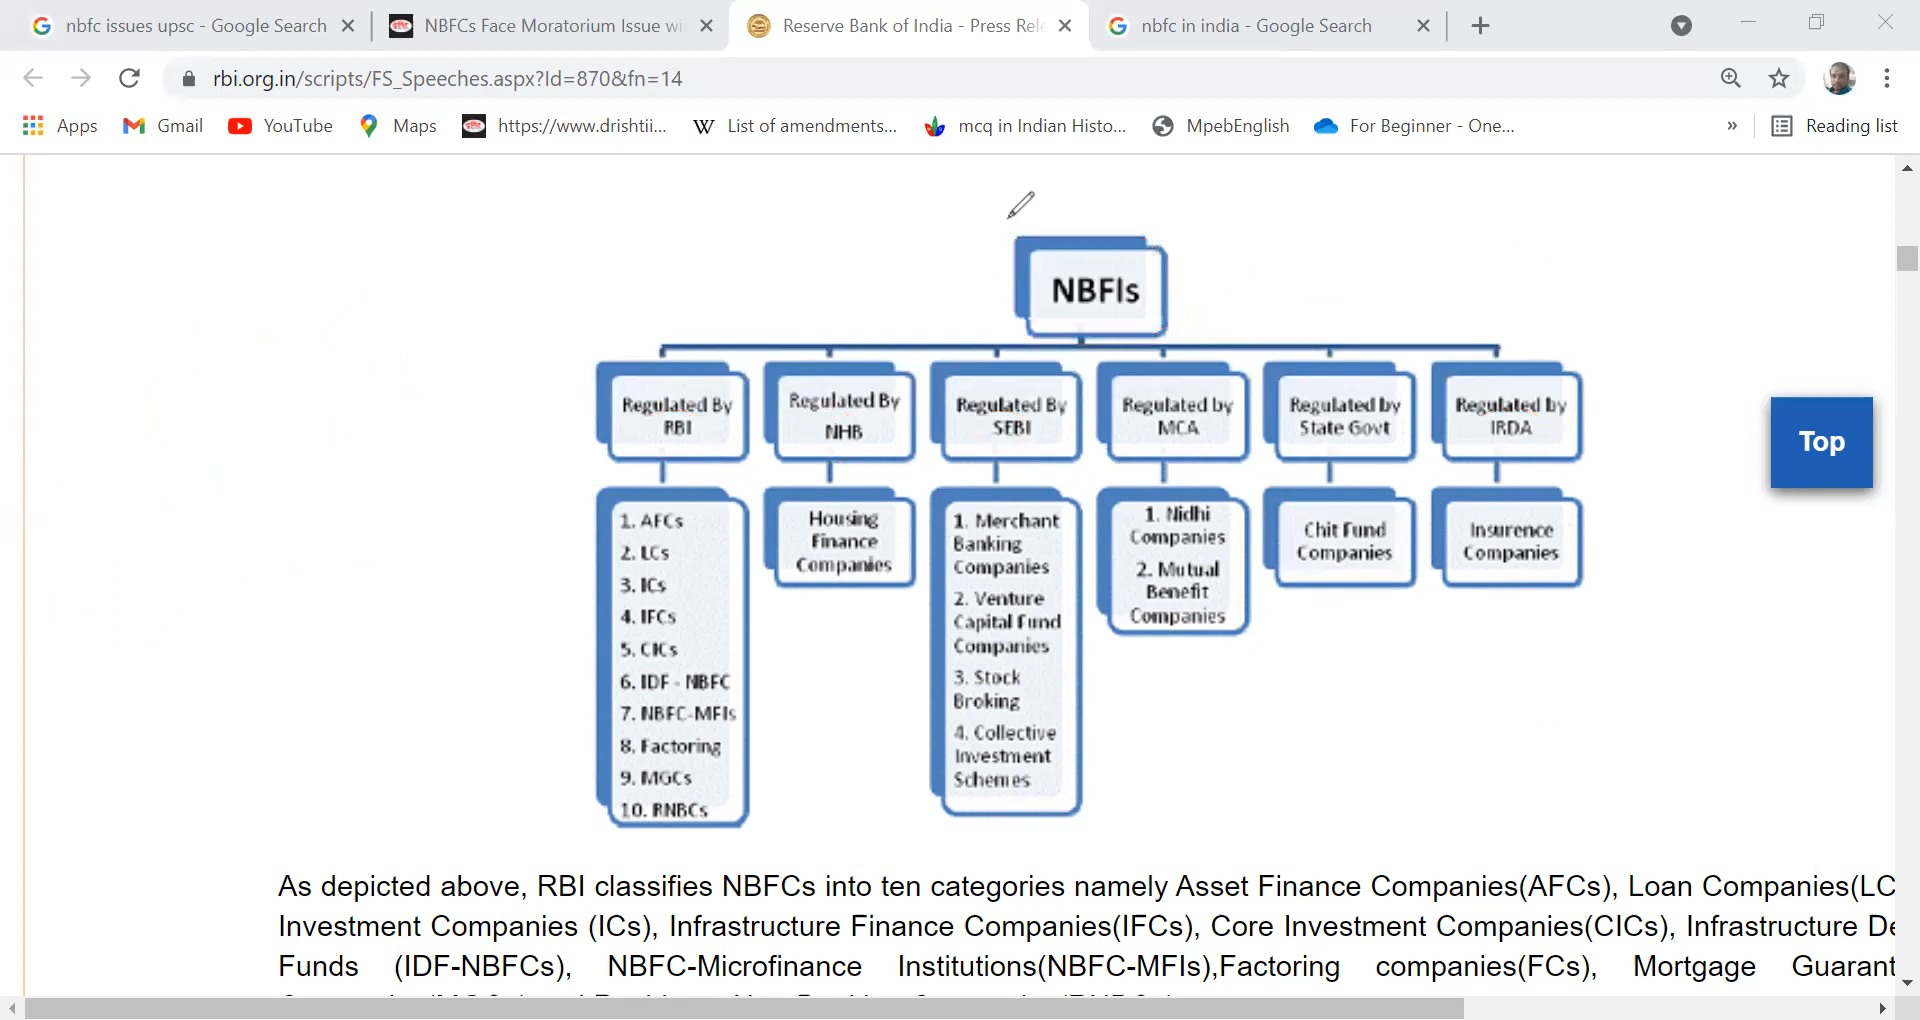 nbfc issues upsc - Google Search
NBFCs Face Moratorium Issue wi
Reserve Bank of India - Press Rele
nbfc in india - Google Search
rbi.org.in/scripts/FS_Speeches.aspx?Id=870&fn=14
Apps
Gmail
YouTube
Maps
https://www.drishtii...
W
List of amendments...
mcq in Indian Histo...
MpebEnglish
For Beginner - One...
»
Reading list
NBFIs
Regulated By
RBI
Regulated By
NHB
Regulated By
SEBI
Regulated by
MCA
Regulated by
State Govt
Regulated by
IRDA
1. AFCs
2. LCs
3. ICs
4. IFCs
5. CICs
6. IDF - NBFC
7. NBFC-MFIs
8. Factoring
9. MGCs
10. RNBCs
Housing
Finance
Companies
1. Merchant
Banking
Companies
2. Venture
Capital Fund
Companies
3. Stock
Broking
4. Collective
Investment
Schemes
1. Nidhi
Companies
2. Mutual
Benefit
Companies
Chit Fund
Companies
Insurence
Companies
Top
As depicted above, RBI classifies NBFCs into ten categories namely Asset Finance Companies(AFCs), Loan Companies(LC
Investment Companies (ICs), Infrastructure Finance Companies(IFCs), Core Investment Companies(CICs), Infrastructure De
Funds (IDF-NBFCs), NBFC-Microfinance Institutions(NBFC-MFIs),Factoring companies(FCs), Mortgage Guarant